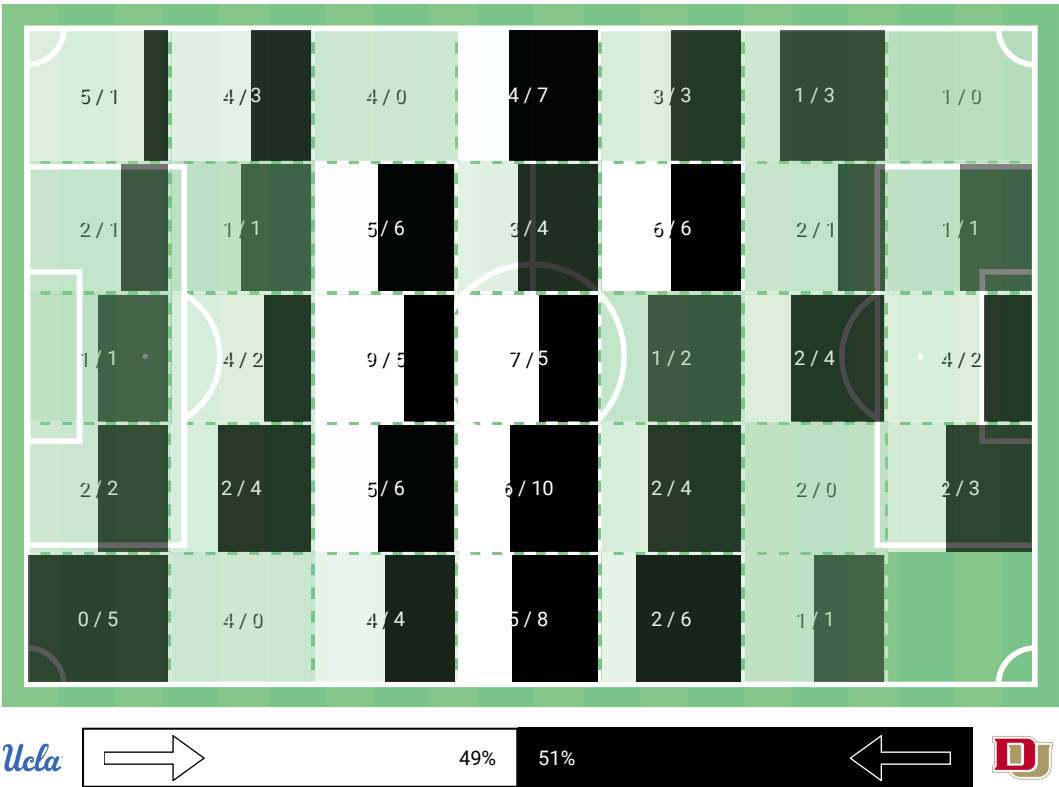 5 / 1 4 / 3 4 / 0 4 / 7 3 / 3 1 / 3 1 / 0
2 / 1 1 / 1 5 / 6 3 / 4 6 / 6 2 / 1 1 / 1
1 / 1 4 / 2 9 / 5 7 / 5 1 / 2 2 / 4 4 / 2
2 / 2 2 / 4 5 / 6 6 / 10 2 / 4 2 / 0 2 / 3
0 / 5 4 / 0 4 / 4 5 / 8 2 / 6 1 / 1
Ucla 49% 51% DU